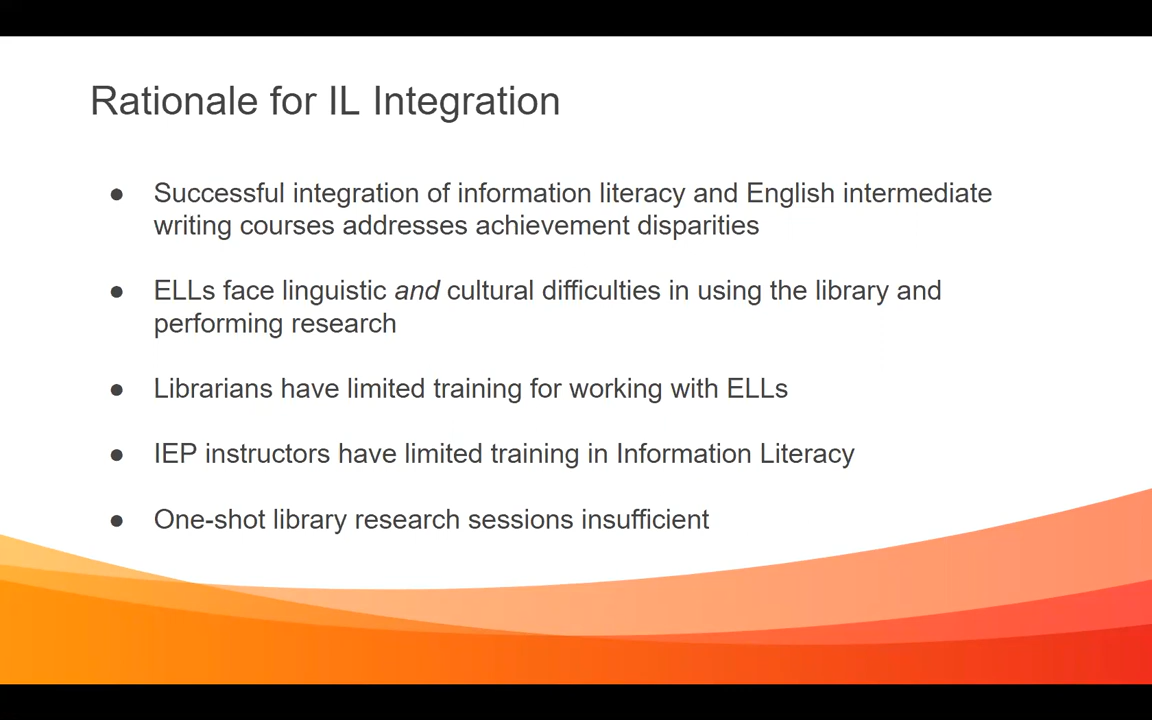 Rationale for IL Integration
● Successful integration of information literacy and English intermediate
writing courses addresses achievement disparities
● ELLs face linguistic and cultural difficulties in using the library and
performing research
● Librarians have limited training for working with ELLs
● IEP instructors have limited training in Information Literacy
● One-shot library research sessions insufficient